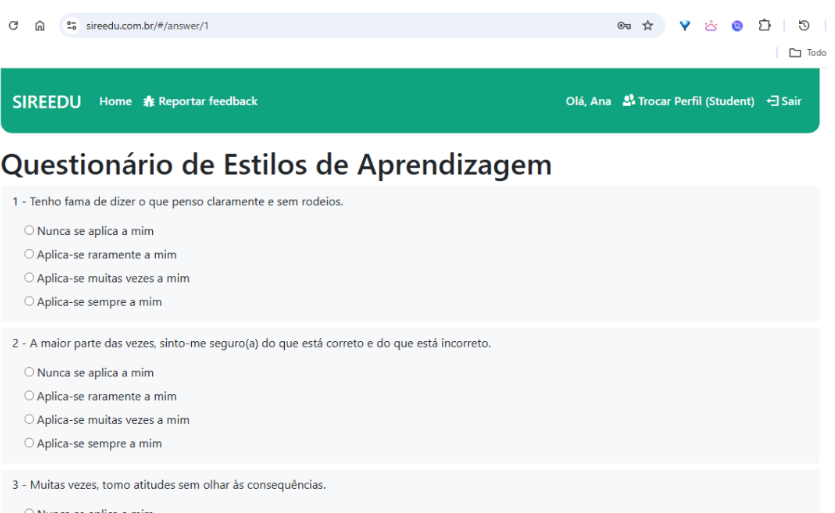 sireedu.com.br/#/answer/1
Todo
SIREEDU Home Reportar feedback Olá, Ana Trocar Perfil (Student) Sair
Questionário de Estilos de Aprendizagem
1 - Tenho fama de dizer o que penso claramente e sem rodeios.
Nunca se aplica a mim
Aplica-se raramente a mim
Aplica-se muitas vezes a mim
Aplica-se sempre a mim
2 - A maior parte das vezes, sinto-me seguro(a) do que está correto e do que está incorreto.
Nunca se aplica a mim
Aplica-se raramente a mim
Aplica-se muitas vezes a mim
Aplica-se sempre a mim
3 - Muitas vezes, tomo atitudes sem olhar às consequências.
Nunca se aplica a mim